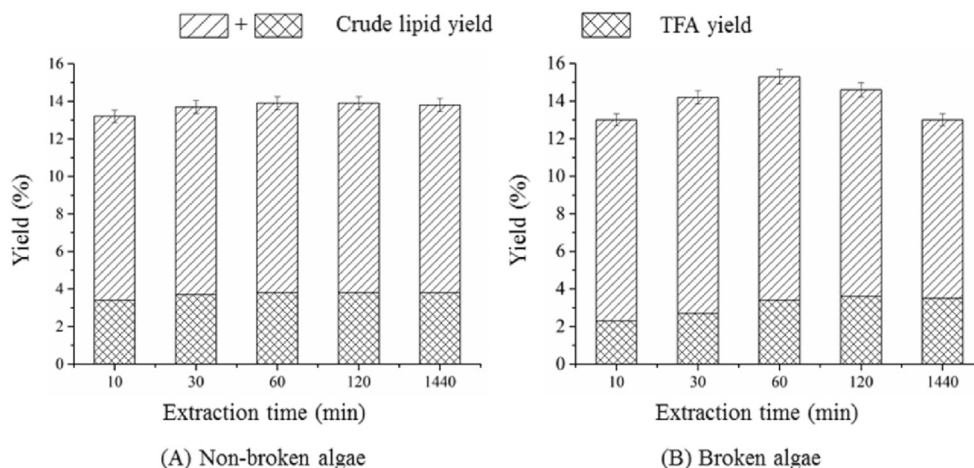 + Crude lipid yield TFA yield
16
14
12
10
8
6
4
2
0
Yield (%)
10 30 60 120 1440
Extraction time (min)
(A) Non-broken algae
16
14
12
10
8
6
4
2
0
Yield (%)
10 30 60 120 1440
Extraction time (min)
(B) Broken algae